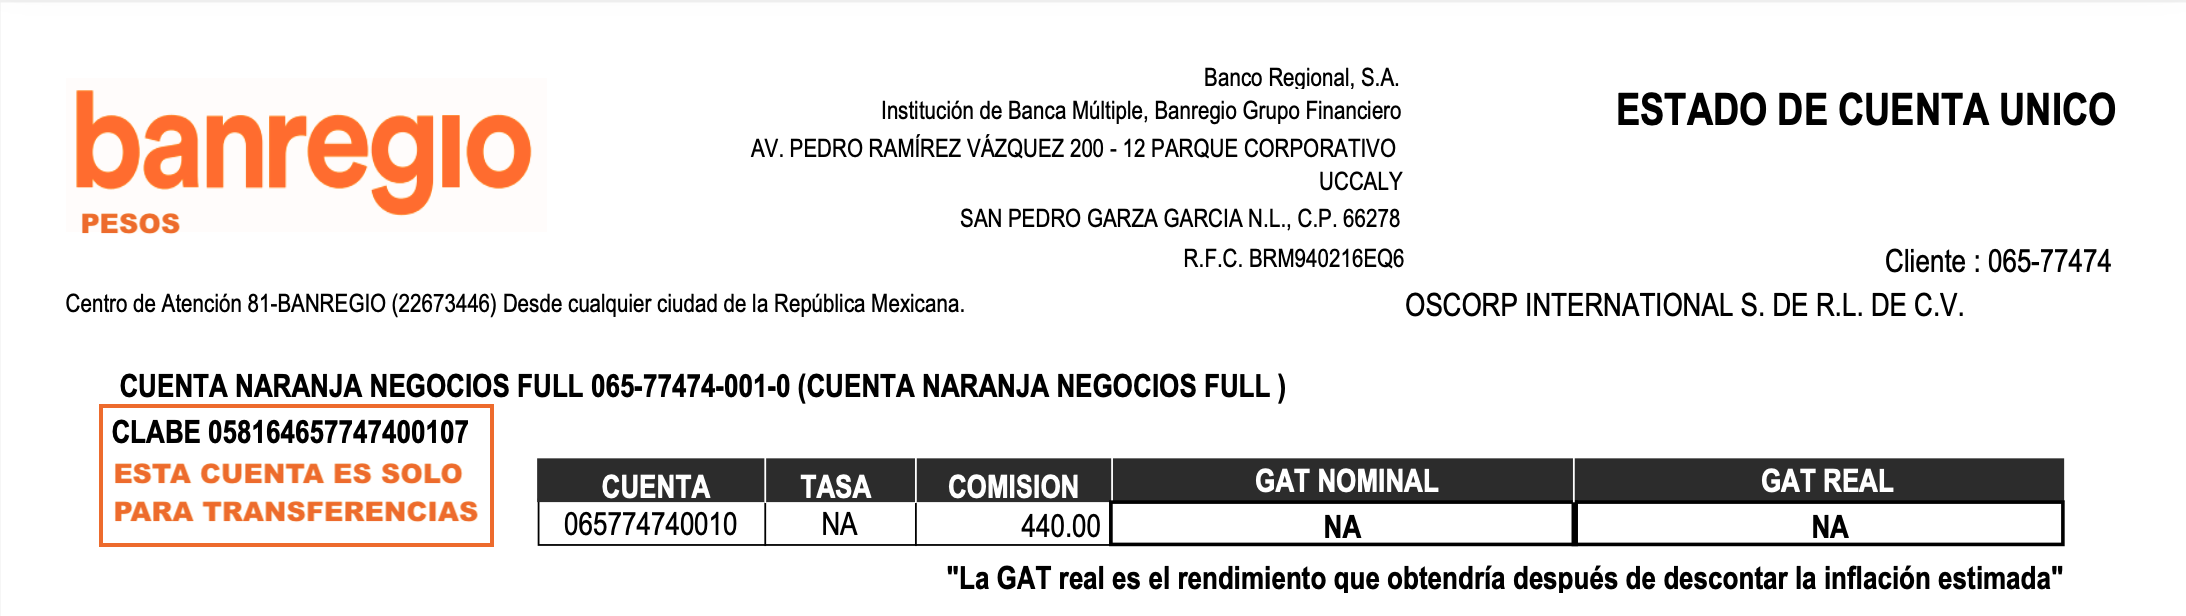 banregio
PESOS
Banco Regional, S.A.
Institución de Banca Múltiple, Banregio Grupo Financiero
AV. PEDRO RAMÍREZ VÁZQUEZ 200 - 12 PARQUE CORPORATIVO
UCCALY
SAN PEDRO GARZA GARCIA N.L., C.P. 66278
R.F.C. BRM940216EQ6
ESTADO DE CUENTA UNICO
Cliente : 065-77474
Centro de Atención 81-BANREGIO (22673446) Desde cualquier ciudad de la República Mexicana.
OSCORP INTERNATIONAL S. DE R.L. DE C.V.
CUENTA NARANJA NEGOCIOS FULL 065-77474-001-0 (CUENTA NARANJA NEGOCIOS FULL )
CLABE 058164657747400107
ESTA CUENTA ES SOLO
PARA TRANSFERENCIAS
CUENTA TASA COMISION GAT NOMINAL GAT REAL
065774740010 NA 440.00 NA NA
"La GAT real es el rendimiento que obtendría después de descontar la inflación estimada"